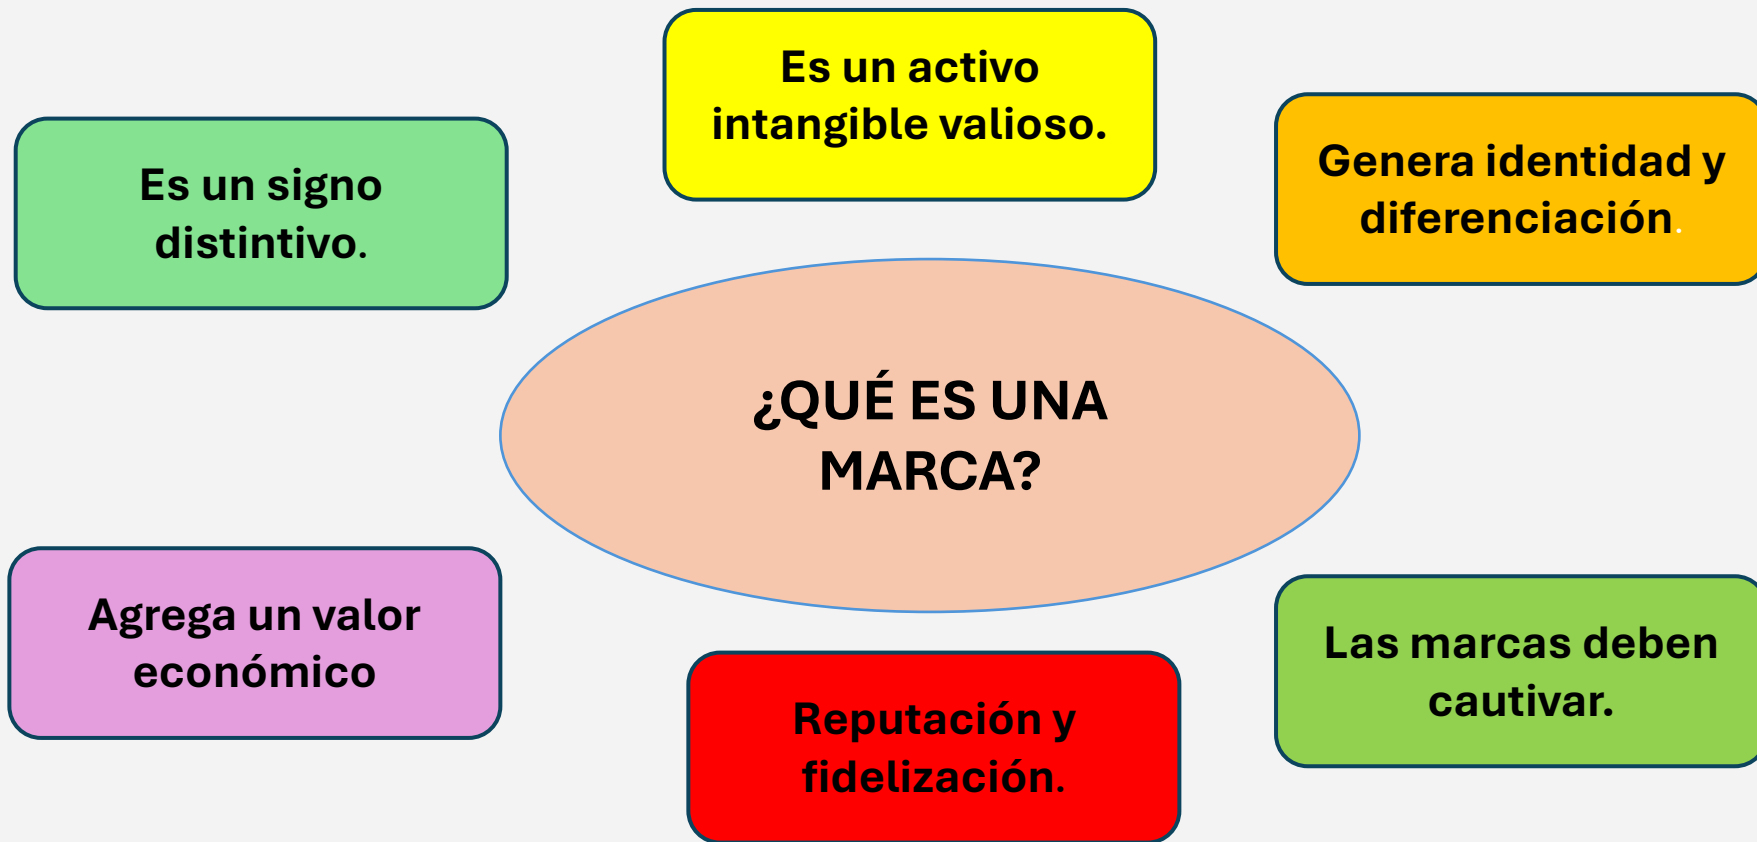 Es un activo
intangible valioso.
Es un signo
distintivo.
Genera identidad y
diferenciación.
¿QUÉ ES UNA
MARCA?
Agrega un valor
económico
Las marcas deben
cautivar.
Reputación y
fidelización.